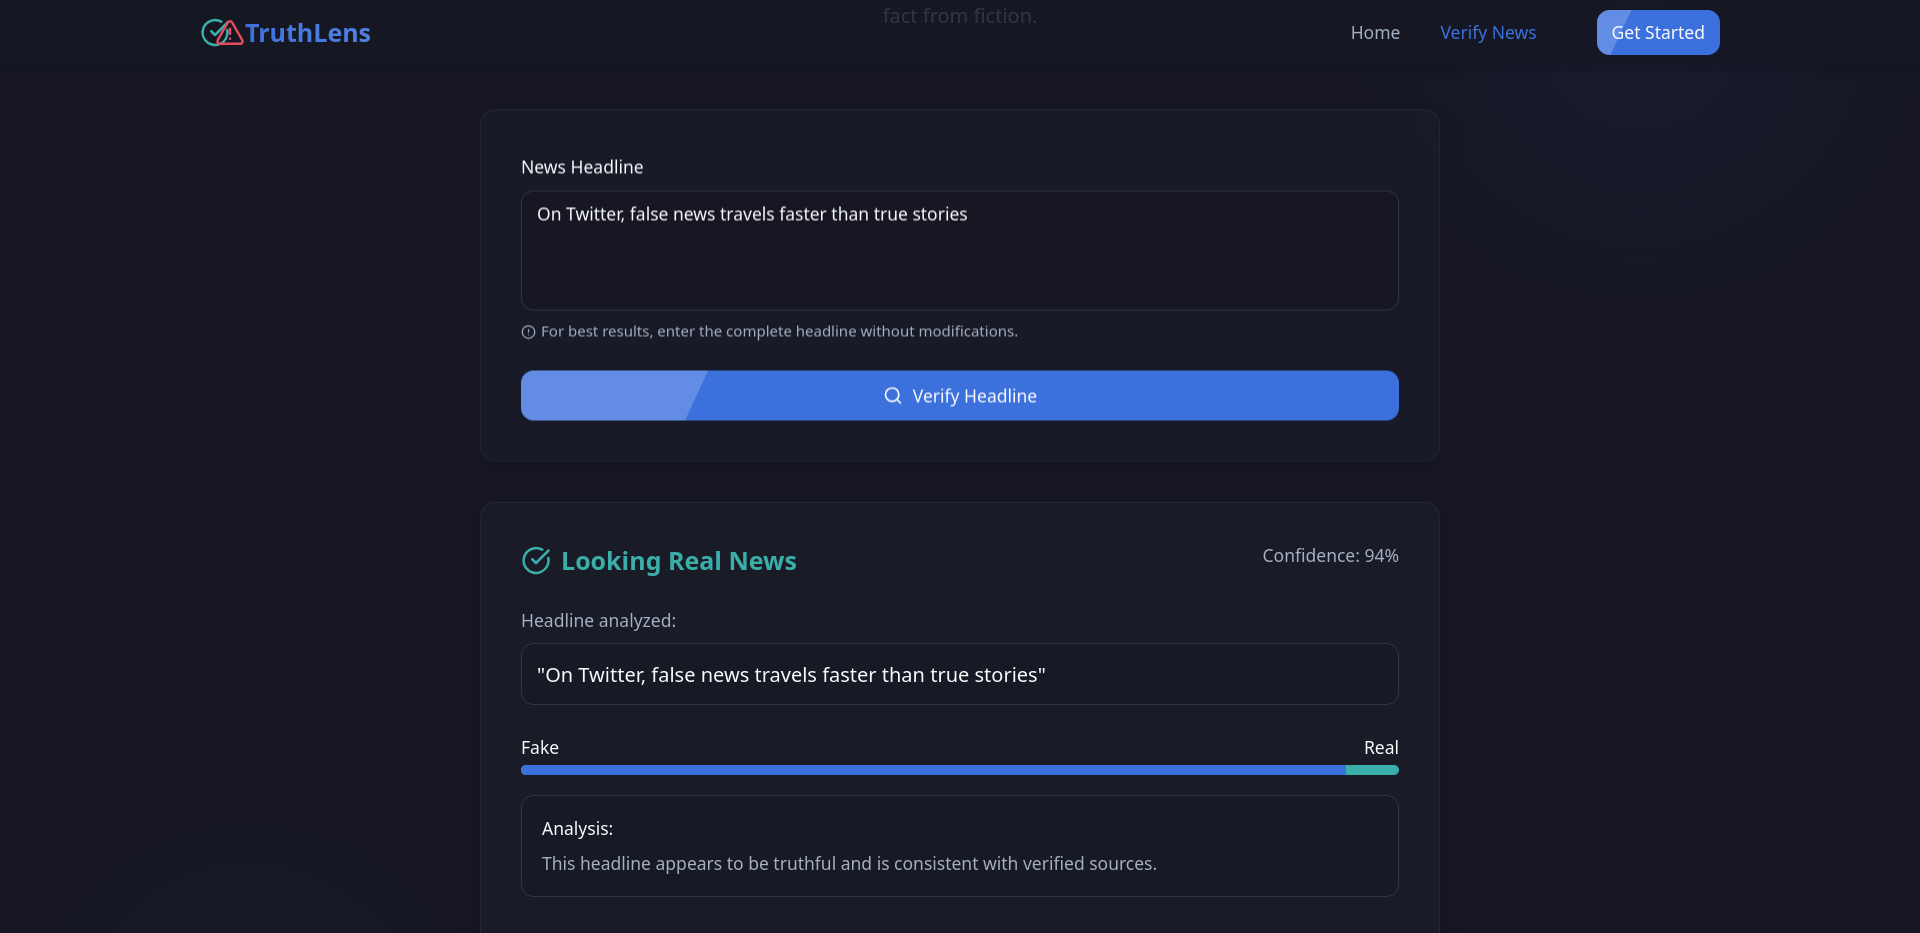 fact from fiction.
TruthLens
Home
Verify News
Get Started
News Headline
On Twitter, false news travels faster than true stories
For best results, enter the complete headline without modifications.
Verify Headline
Looking Real News
Confidence: 94%
Headline analyzed:
"On Twitter, false news travels faster than true stories"
Fake
Real
Analysis:
This headline appears to be truthful and is consistent with verified sources.